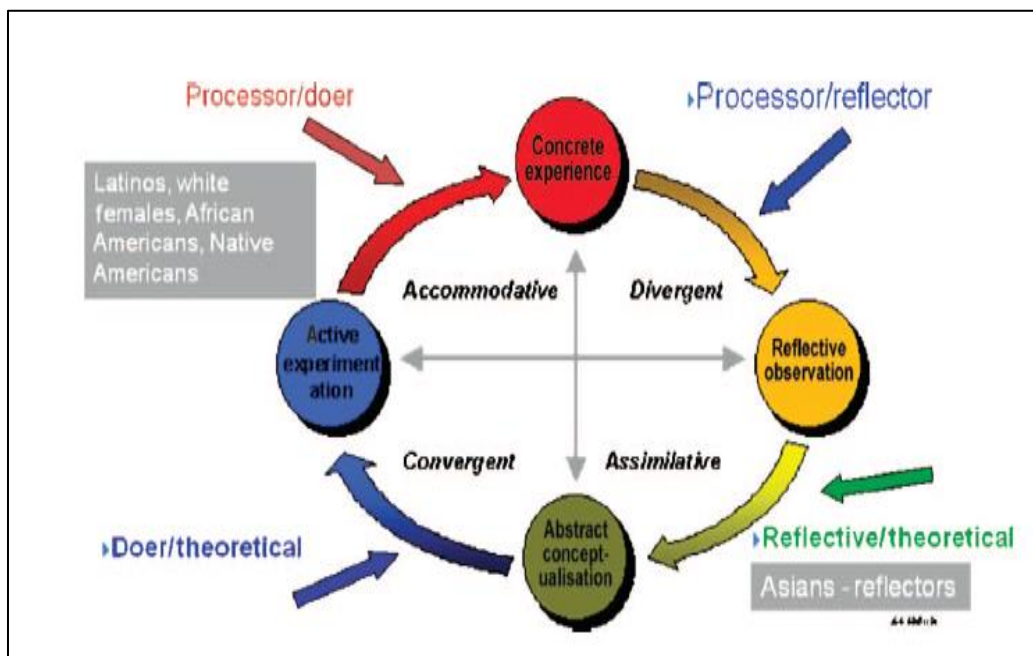 Processor/doer
Processor/reflector
Concrete
experience
Latinos, white
females, African
Americans, Native
Americans
Accommodative
Divergent
Active
experiment
ation
Reflective
observation
Convergent
Assimilative
Abstract
concept-
ualisation
Doer/theoretical
Reflective/theoretical
Asians - reflectors